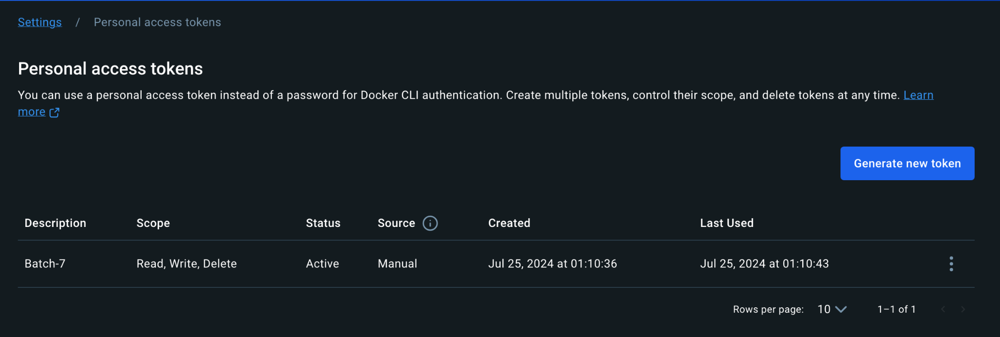 Settings / Personal access tokens
Personal access tokens
You can use a personal access token instead of a password for Docker CLI authentication. Create multiple tokens, control their scope, and delete tokens at any time. Learn
more
Generate new token
Description Scope Status Source Created Last Used
Batch-7 Read, Write, Delete Active Manual Jul 25, 2024 at 01:10:36 Jul 25, 2024 at 01:10:43
Rows per page: 10 1–1 of 1